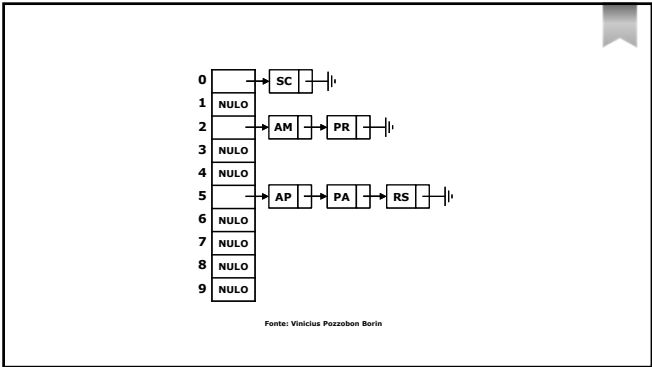 0 SC
1 NULO
2 AM PR
3 NULO
4 NULO
5 AP PA RS
6 NULO
7 NULO
8 NULO
9 NULO
Fonte: Vinicius Pozzobon Borin